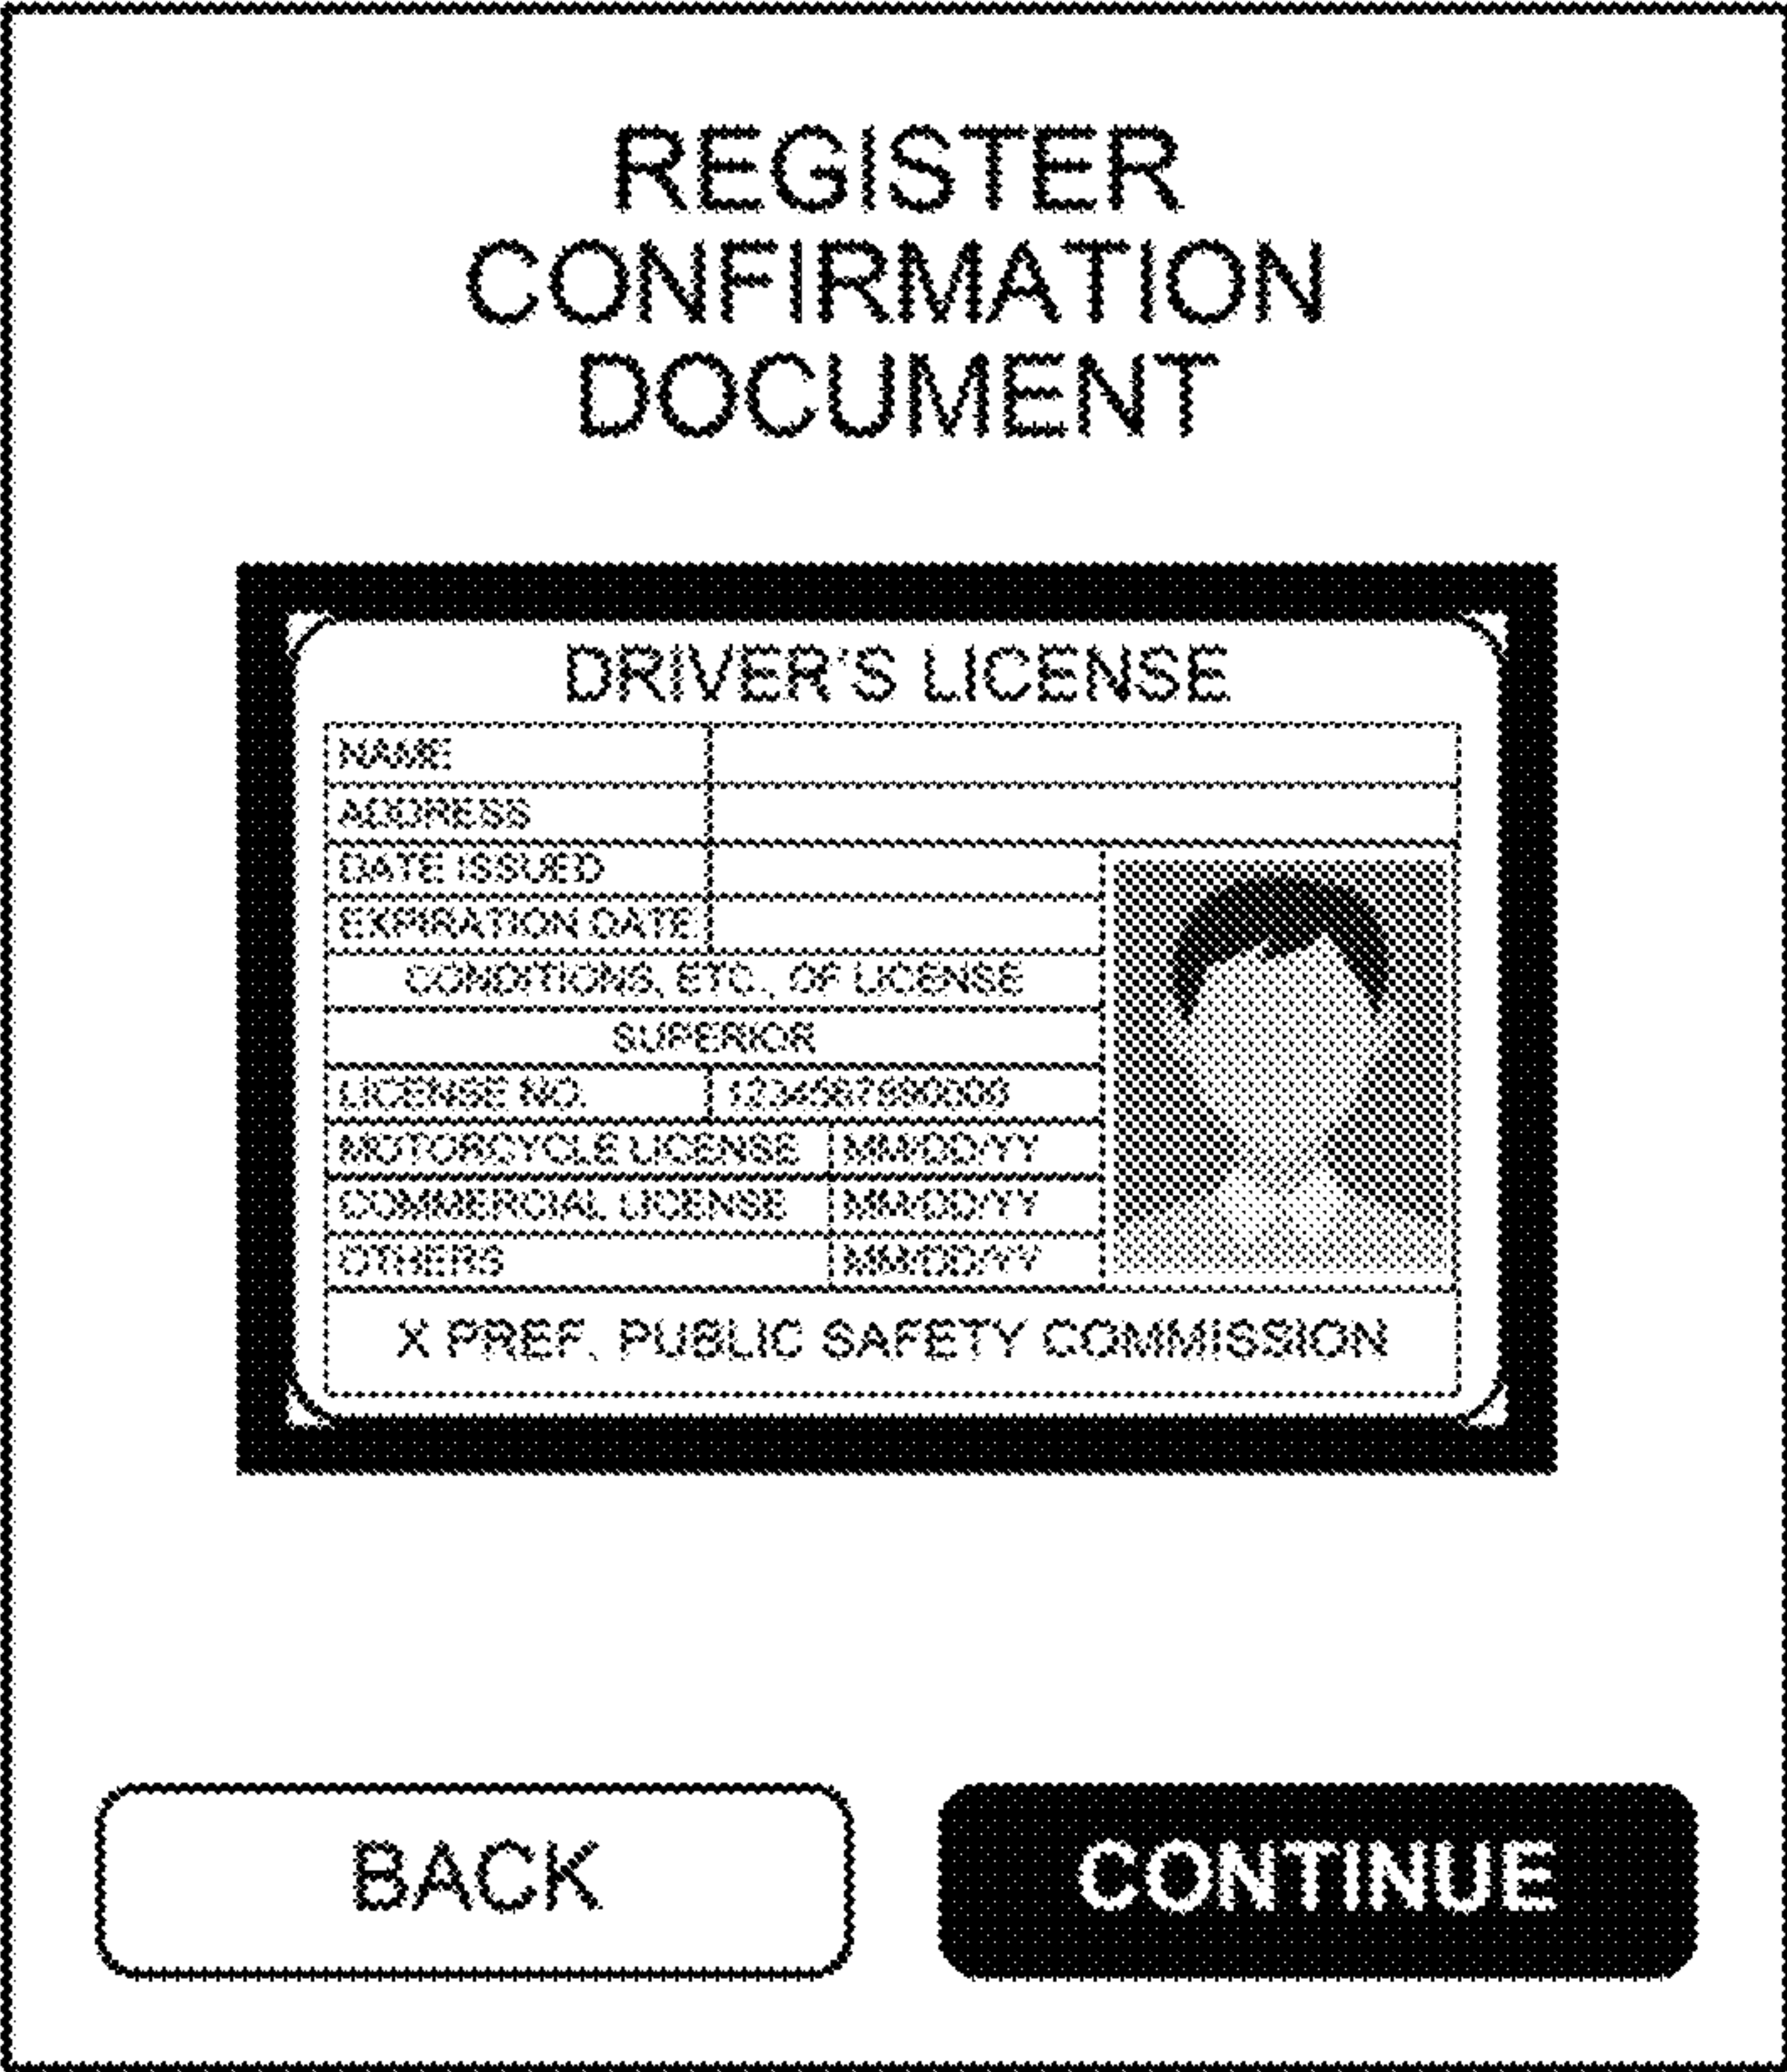 REGISTER
CONFIRMATION
DOCUMENT
DRIVER'S LICENSE
NAME
ADDRESS
DATE ISSUED
EXPIRATION DATE
CONDITIONS, ETC., OF LICENSE
SUPERIOR
LICENSE NO.
MOTORCYCLE LICENSE MM/DD/YY
COMMERCIAL LICENSE MM/DD/YY
OTHERS MM/DD/YY
X PREF. PUBLIC SAFETY COMMISSION
BACK CONTINUE